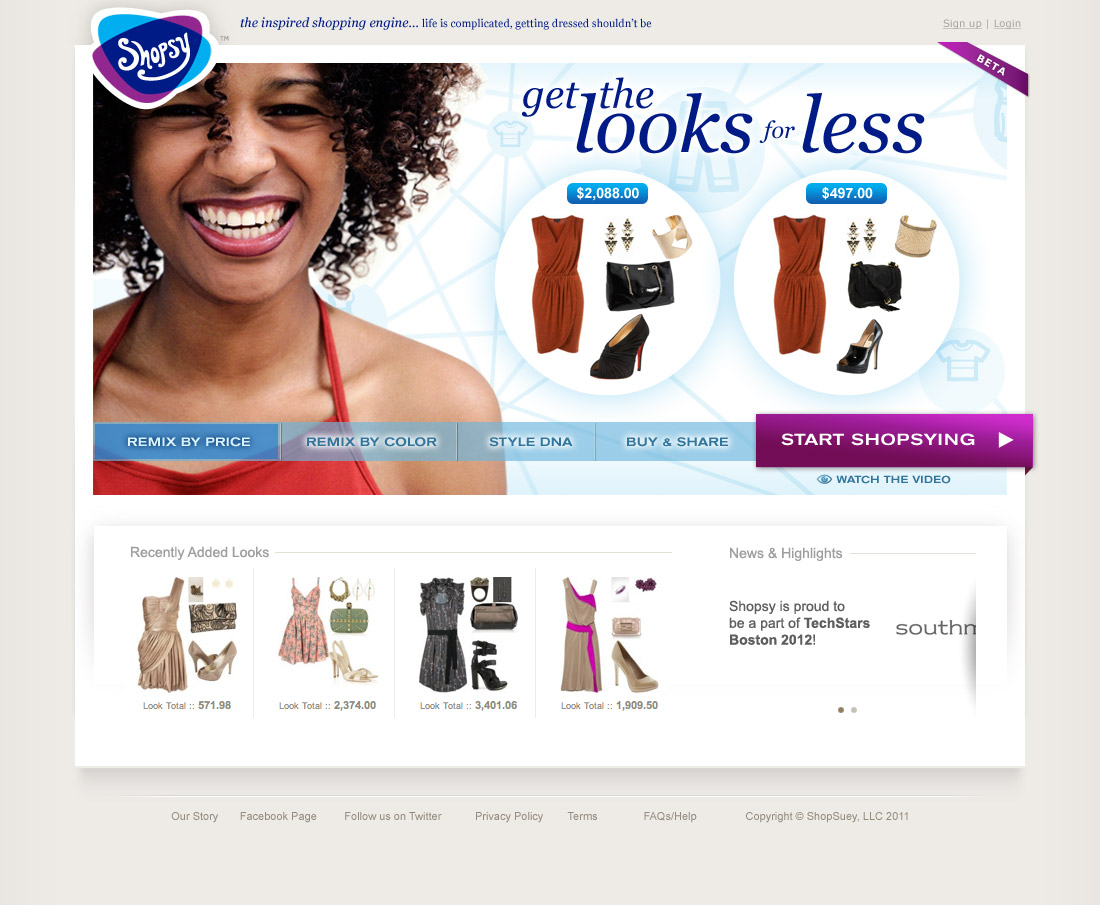 Shopsy
TM
the inspired shopping engine... life is complicated, getting dressed shouldn't be
Sign up | Login
BETA
get the
looks for less
$2,088.00
$497.00
REMIX BY PRICE
REMIX BY COLOR
STYLE DNA
BUY & SHARE
START SHOPSYING
WATCH THE VIDEO
Recently Added Looks
Look Total :: 571.98
Look Total :: 2,374.00
Look Total :: 3,401.06
Look Total :: 1,909.50
News & Highlights
Shopsy is proud to
be a part of TechStars
Boston 2012!
southm
Our Story
Facebook Page
Follow us on Twitter
Privacy Policy
Terms
FAQs/Help
Copyright © ShopSuey, LLC 2011